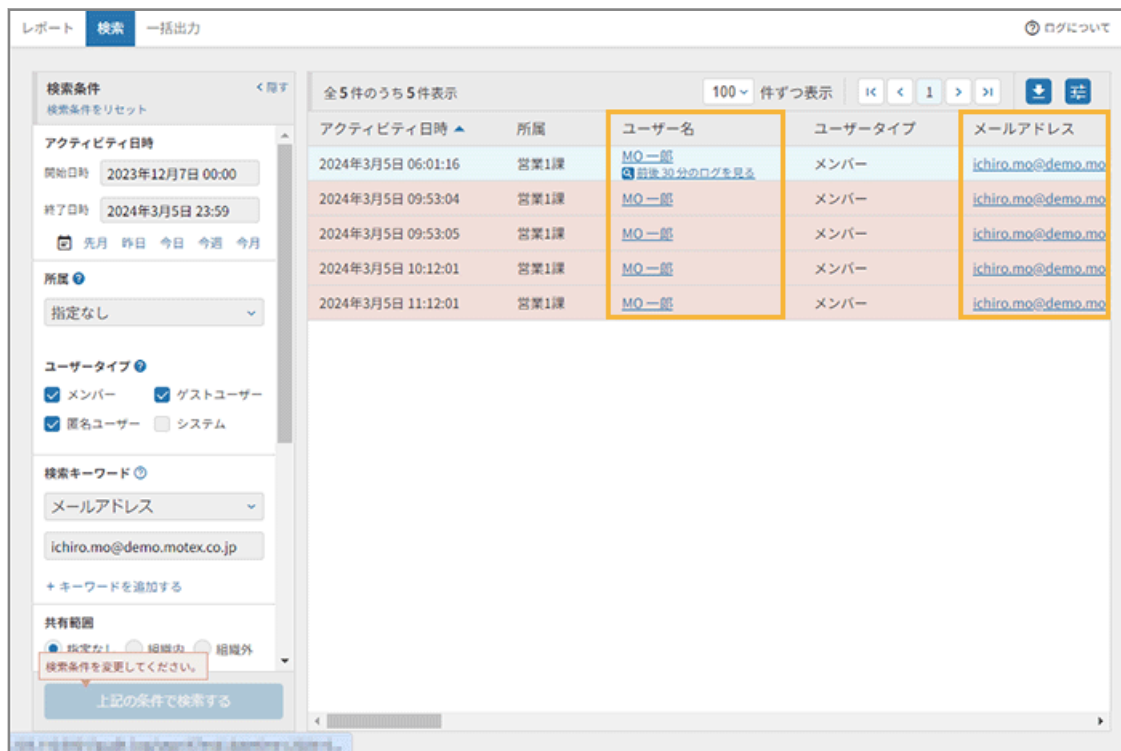 レポート 検索 一括出力 ログについて
検索条件 隠す
検索条件をリセット
アクティビティ日時
開始日時 2023年12月7日 00:00
終了日時 2024年3月5日 23:59
先月 昨日 今日 今週 今月
所属
指定なし
ユーザータイプ
メンバー ゲストユーザー
匿名ユーザー システム
検索キーワード
メールアドレス
ichiro.mo@demo.motex.co.jp
+ キーワードを追加する
共有範囲
指定なし 組織内 組織外
検索条件を変更してください。
上記の条件で検索する
全5件のうち5件表示 100 件ずつ表示 1
アクティビティ日時 所属 ユーザー名 ユーザータイプ メールアドレス
2024年3月5日 06:01:16 営業1課 MO 一郎 メンバー ichiro.mo@demo.mo
前後30分のログを見る
2024年3月5日 09:53:04 営業1課 MO 一郎 メンバー ichiro.mo@demo.mo
2024年3月5日 09:53:05 営業1課 MO 一郎 メンバー ichiro.mo@demo.mo
2024年3月5日 10:12:01 営業1課 MO 一郎 メンバー ichiro.mo@demo.mo
2024年3月5日 11:12:01 営業1課 MO 一郎 メンバー ichiro.mo@demo.mo